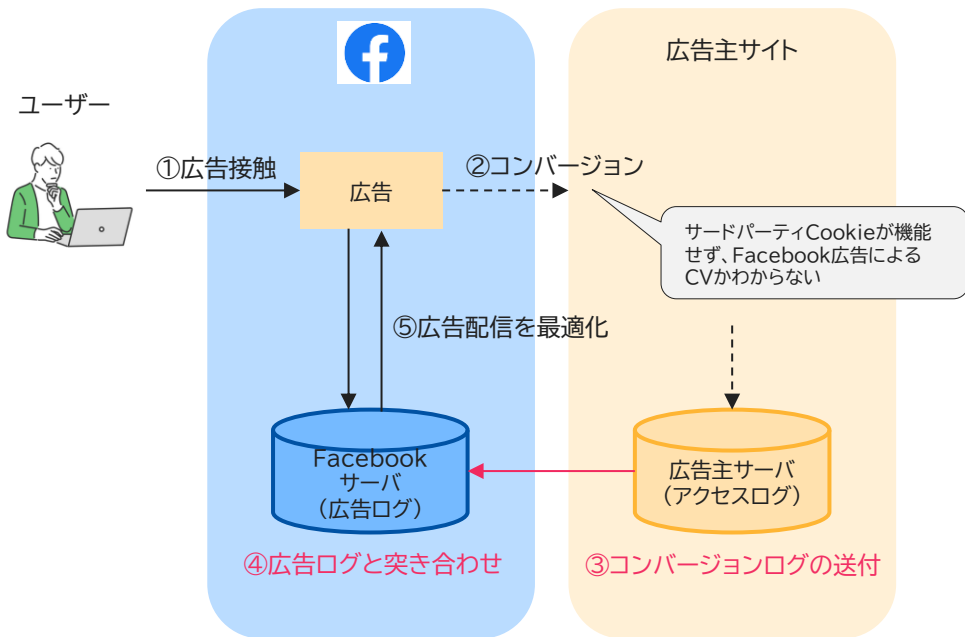 広告主サイト
ユーザー
①広告接触
広告
②コンバージョン
サードパーティCookieが機能
せず、Facebook広告による
CVかわからない
⑤広告配信を最適化
Facebook
サーバ
（広告ログ）
広告主サーバ
（アクセスログ）
④広告ログと突き合わせ
③コンバージョンログの送付